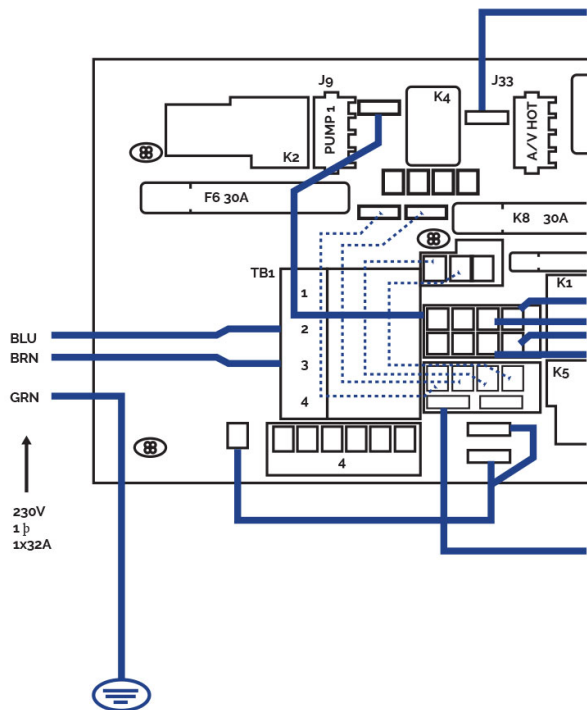 J9
J33
K4
PUMP 1
A/V HOT
K2
F6 30A
K8 30A
TB1
K1
1
BLU
2
BRN
3
K5
GRN
4
4
230V
1 þ
1x32A